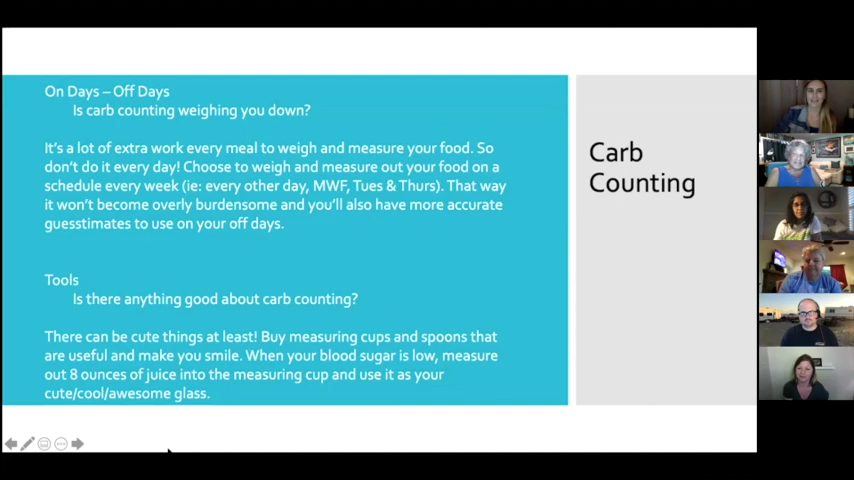 On Days – Off Days
Is carb counting weighing you down?
It's a lot of extra work every meal to weigh and measure your food. So
don't do it every day! Choose to weigh and measure out your food on a
schedule every week (ie: every other day, MWF, Tues & Thurs). That way
it won't become overly burdensome and you'll also have more accurate
guesstimates to use on your off days.
Tools
Is there anything good about carb counting?
There can be cute things at least! Buy measuring cups and spoons that
are useful and make you smile. When your blood sugar is low, measure
out 8 ounces of juice into the measuring cup and use it as your
cute/cool/awesome glass.
Carb
Counting